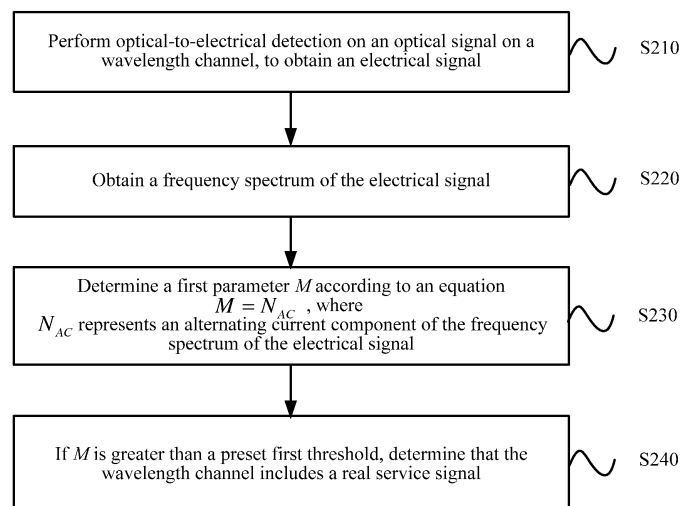 Perform optical-to-electrical detection on an optical signal on a
wavelength channel, to obtain an electrical signal
S210
Obtain a frequency spectrum of the electrical signal
S220
Determine a first parameter M according to an equation
M = N_AC , where
N_AC represents an alternating current component of the frequency
spectrum of the electrical signal
S230
If M is greater than a preset first threshold, determine that the
wavelength channel includes a real service signal
S240